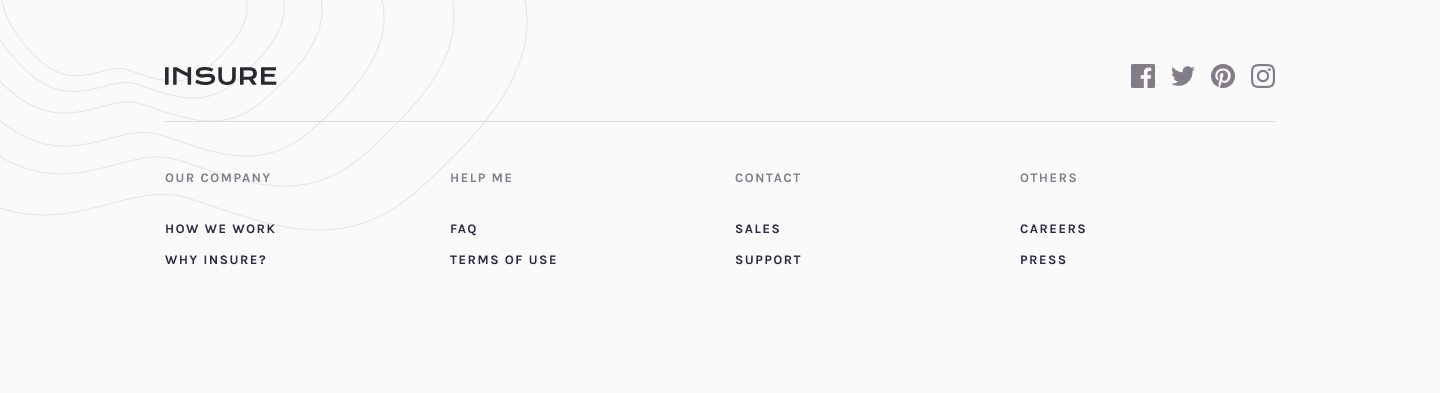 INSURE
OUR COMPANY
HOW WE WORK
WHY INSURE?
HELP ME
FAQ
TERMS OF USE
CONTACT
SALES
SUPPORT
OTHERS
CAREERS
PRESS